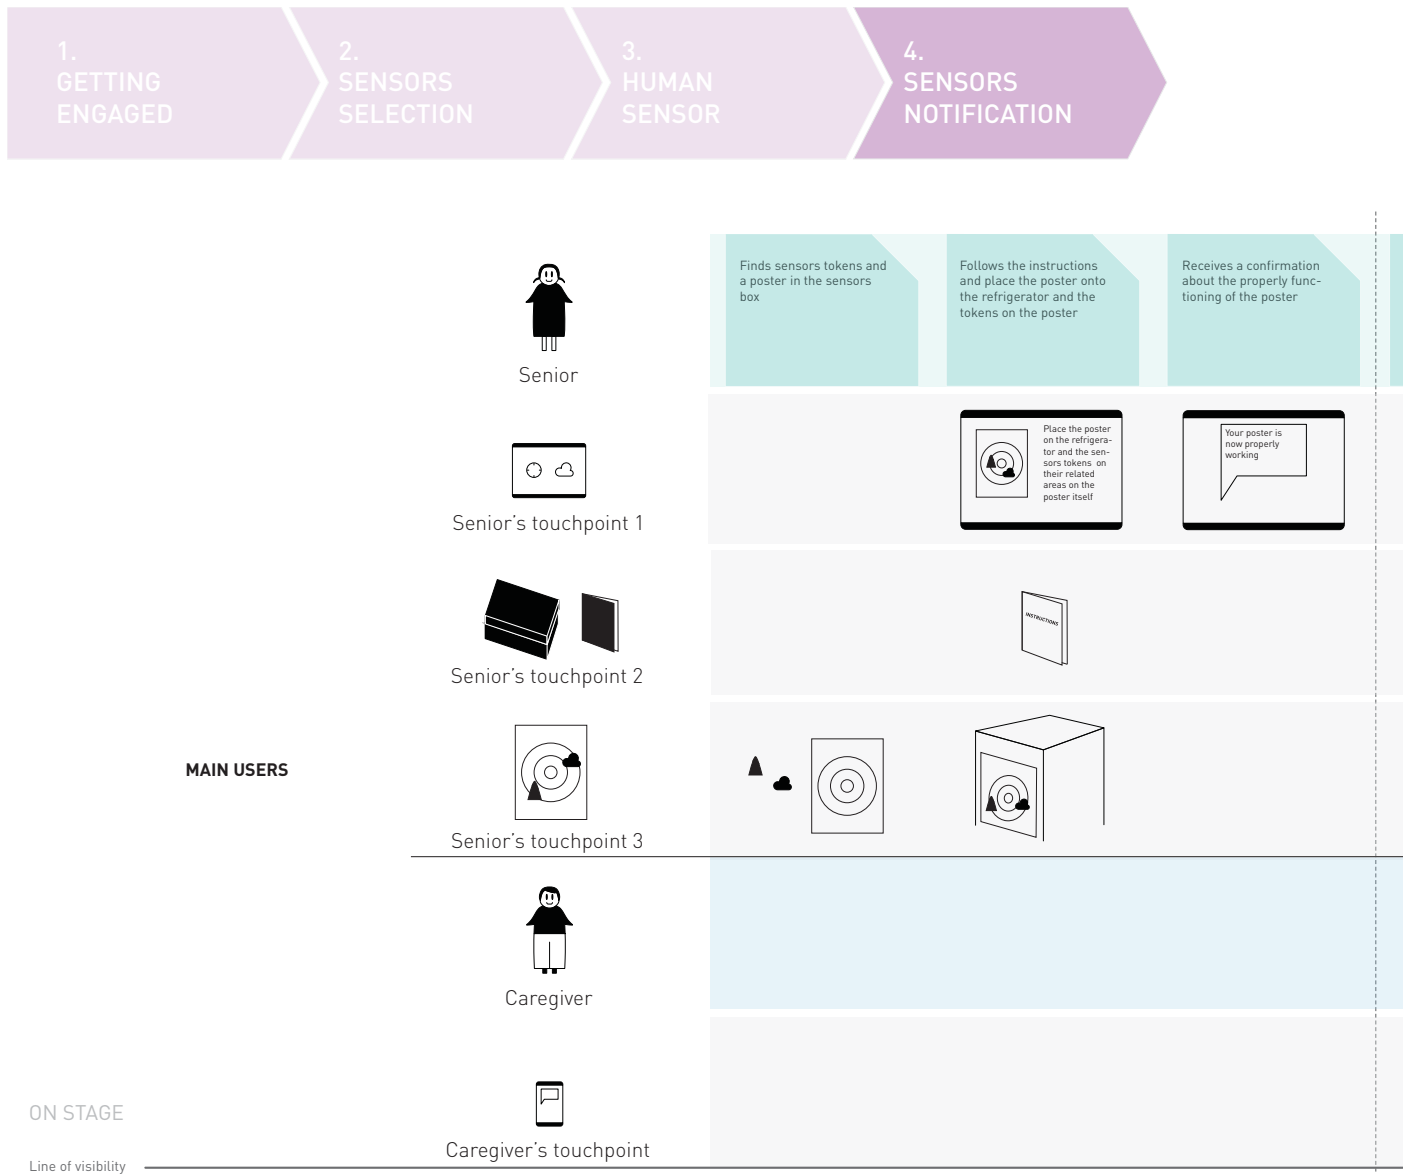 1.
GETTING
ENGAGED
2.
SENSORS
SELECTION
3.
HUMAN
SENSOR
4.
SENSORS
NOTIFICATION
Senior
Finds sensors tokens and
a poster in the sensors
box
Follows the instructions
and place the poster onto
the refrigerator and the
tokens on the poster
Receives a confirmation
about the properly func-
tioning of the poster
Senior's touchpoint 1
Place the poster
on the refrigera-
tor and the sen-
sors tokens on
their related
areas on the
poster itself
Your poster is
now properly
working
Senior's touchpoint 2
INSTRUCTIONS
MAIN USERS
Senior's touchpoint 3
Caregiver
ON STAGE
Caregiver's touchpoint
Line of visibility